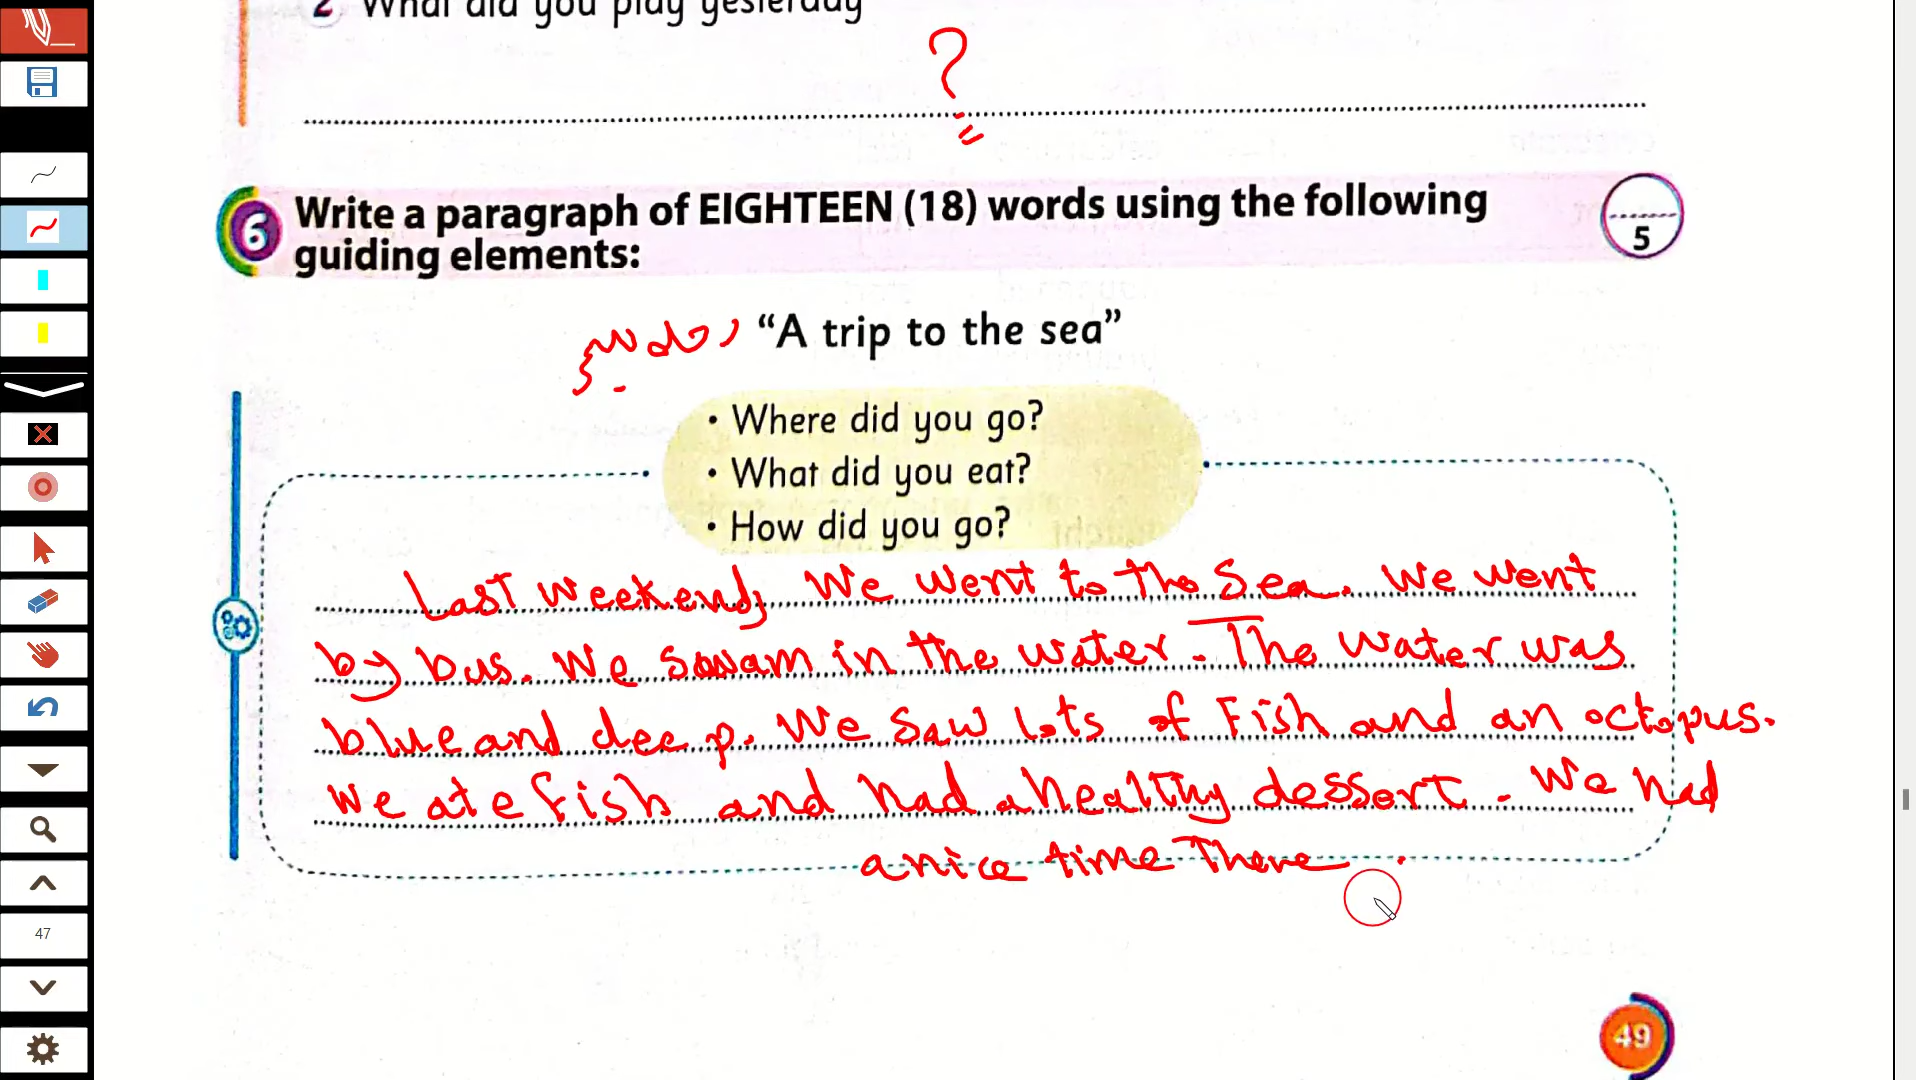 2 What did you play yesterday
?
6 Write a paragraph of EIGHTEEN (18) words using the following
guiding elements:
5
"A trip to the sea"
• Where did you go?
• What did you eat?
• How did you go?
Last weekend, we went to the Sea. We went
by bus. We swam in the water. The water was
blue and deep. We saw lots of Fish and an octopus.
We ate fish and had a healthy dessert. We had
a nice time There.
47
49